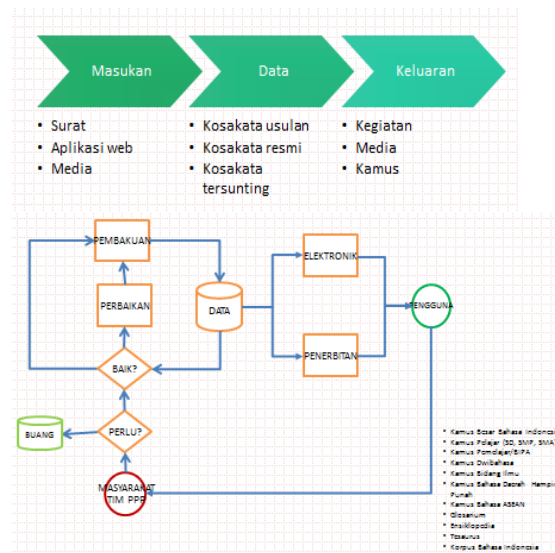 Masukan
Data
Keluaran
• Surat
• Aplikasi web
• Media
• Kosakata usulan
• Kosakata resmi
• Kosakata
tersunting
• Kegiatan
• Media
• Kamus
PEMBAKUAN
ELEKTRONIK
PERBAIKAN
DATA
PENGGUNA
PENERBITAN
BAIK?
PERLU?
BUANG
MASYARAKAT
TIM PPP
• Kamus Besar Bahasa Indonesia
• Kamus Pelajar (SD, SMP, SMA)
• Kamus Pemelajar/BIPA
• Kamus Dwibahasa
• Kamus Bidang Ilmu
• Kamus Bahasa Daerah Hampir
Punah
• Kamus Bahasa ASEAN
• Glosarium
• Ensiklopedia
• Tesaurus
• Korpus Bahasa Indonesia